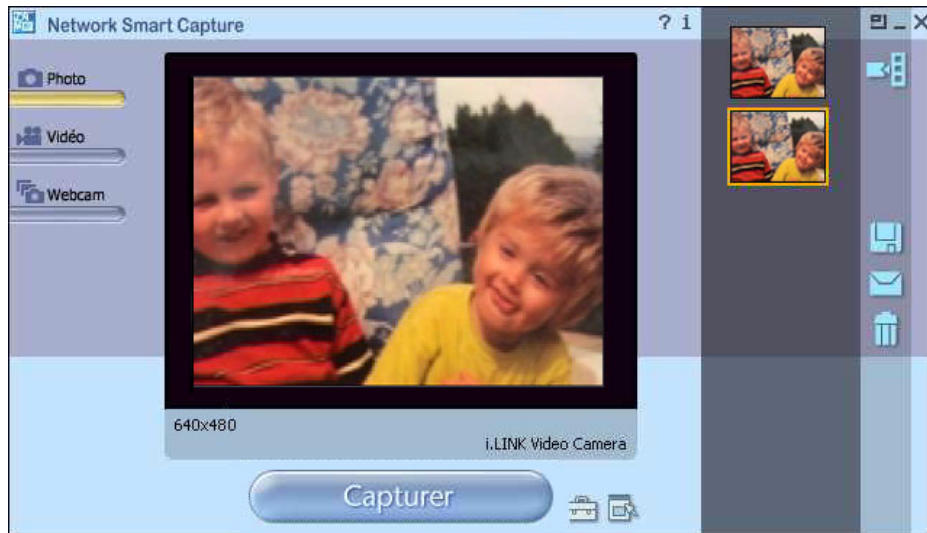 Network Smart Capture
? i
Photo
Vidéo
Webcam
640x480
i.LINK Video Camera
Capturer